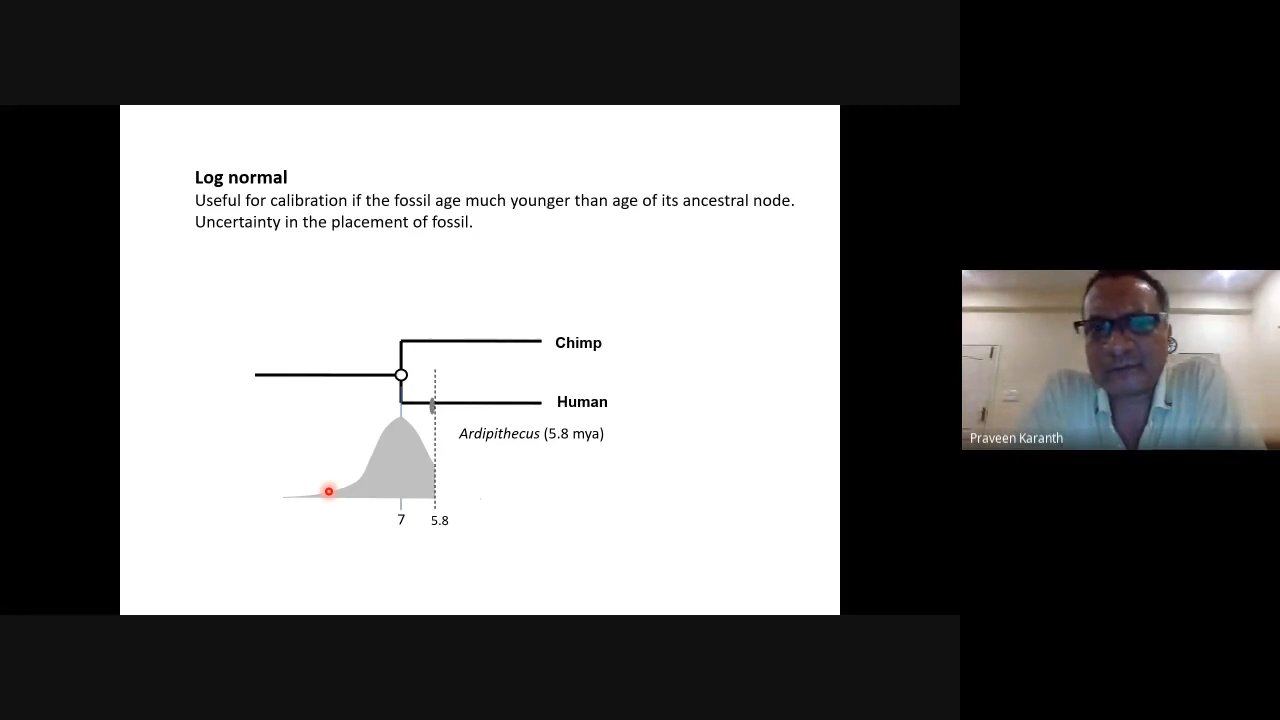 Log normal
Useful for calibration if the fossil age much younger than age of its ancestral node.
Uncertainty in the placement of fossil.
Chimp
Human
Ardipithecus (5.8 mya)
7
5.8
Praveen Karanth